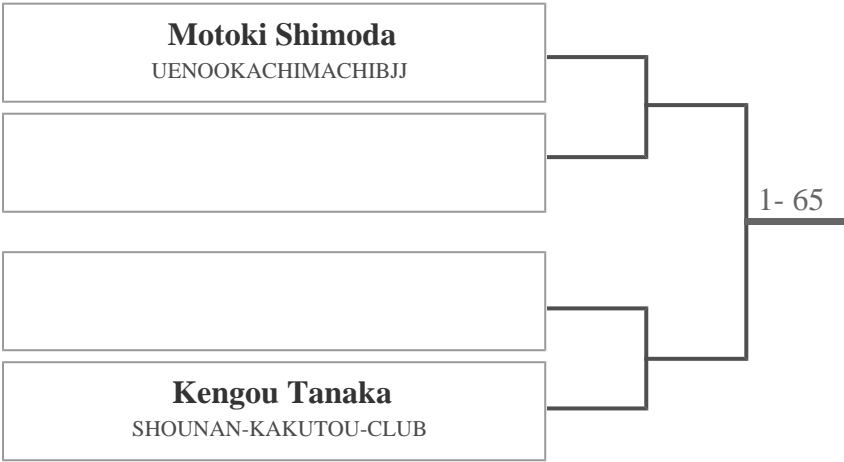 Motoki Shimoda
UENOOKACHIMACHIBJJ
1- 65
Kengou Tanaka
SHOUNAN-KAKUTOU-CLUB